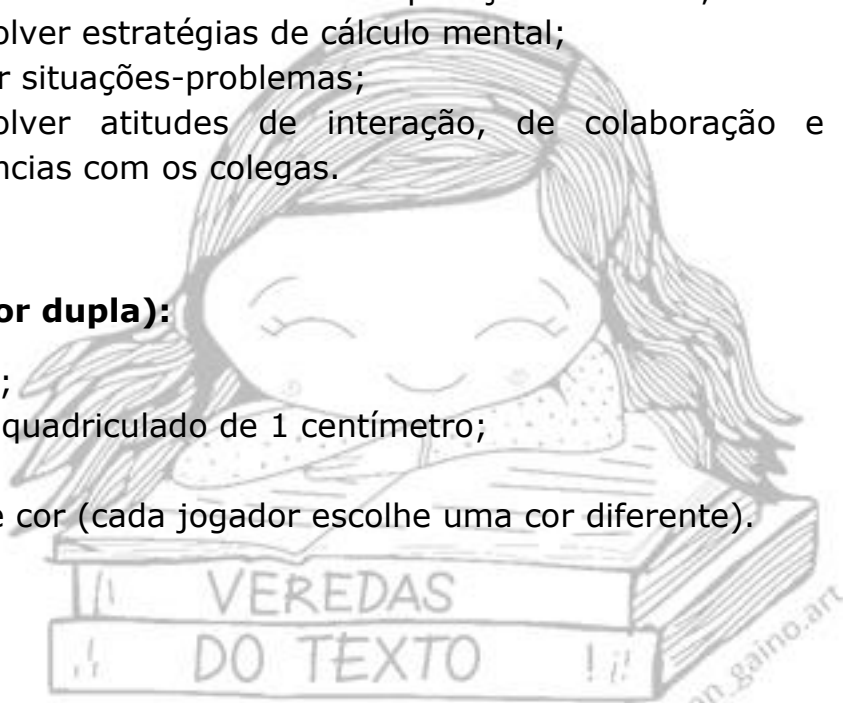 olver estratégias de cálculo mental;
r situações-problemas;
olver atitudes de interação, de colaboração e
ncias com os colegas.
or dupla):
;
quadriculado de 1 centímetro;
e cor (cada jogador escolhe uma cor diferente).
VEREDAS
DO TEXTO
gaino.art